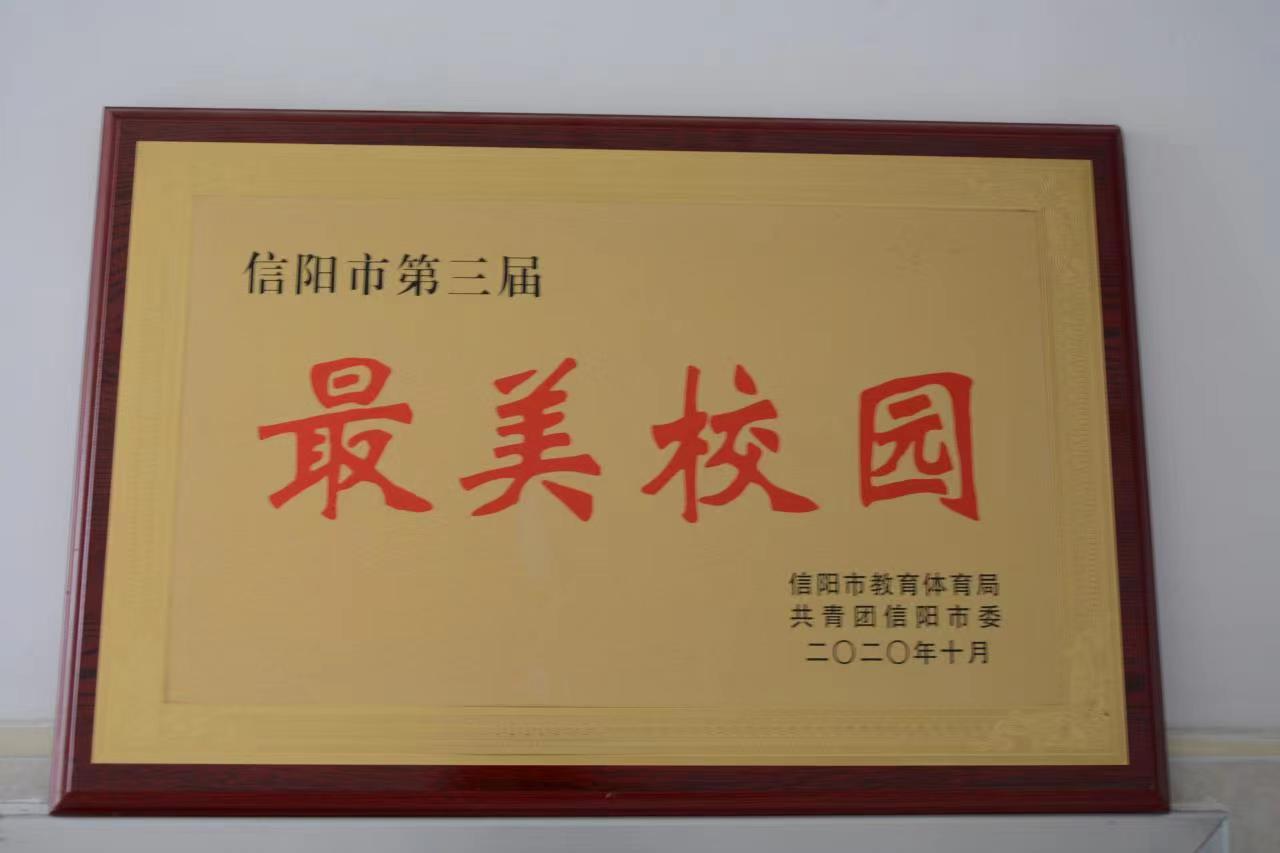 信阳市第三届
最美校园
信阳市教育体育局
共青团信阳市委
二〇二〇年十月